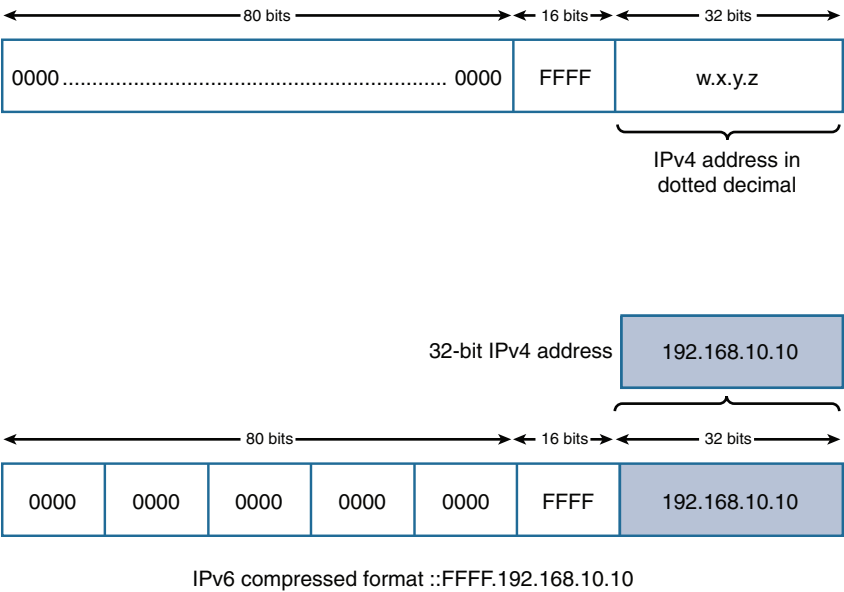 80 bits 16 bits 32 bits
0000 ............................................................ 0000 FFFF w.x.y.z
IPv4 address in
dotted decimal
32-bit IPv4 address 192.168.10.10
80 bits 16 bits 32 bits
0000 0000 0000 0000 0000 FFFF 192.168.10.10
IPv6 compressed format ::FFFF.192.168.10.10